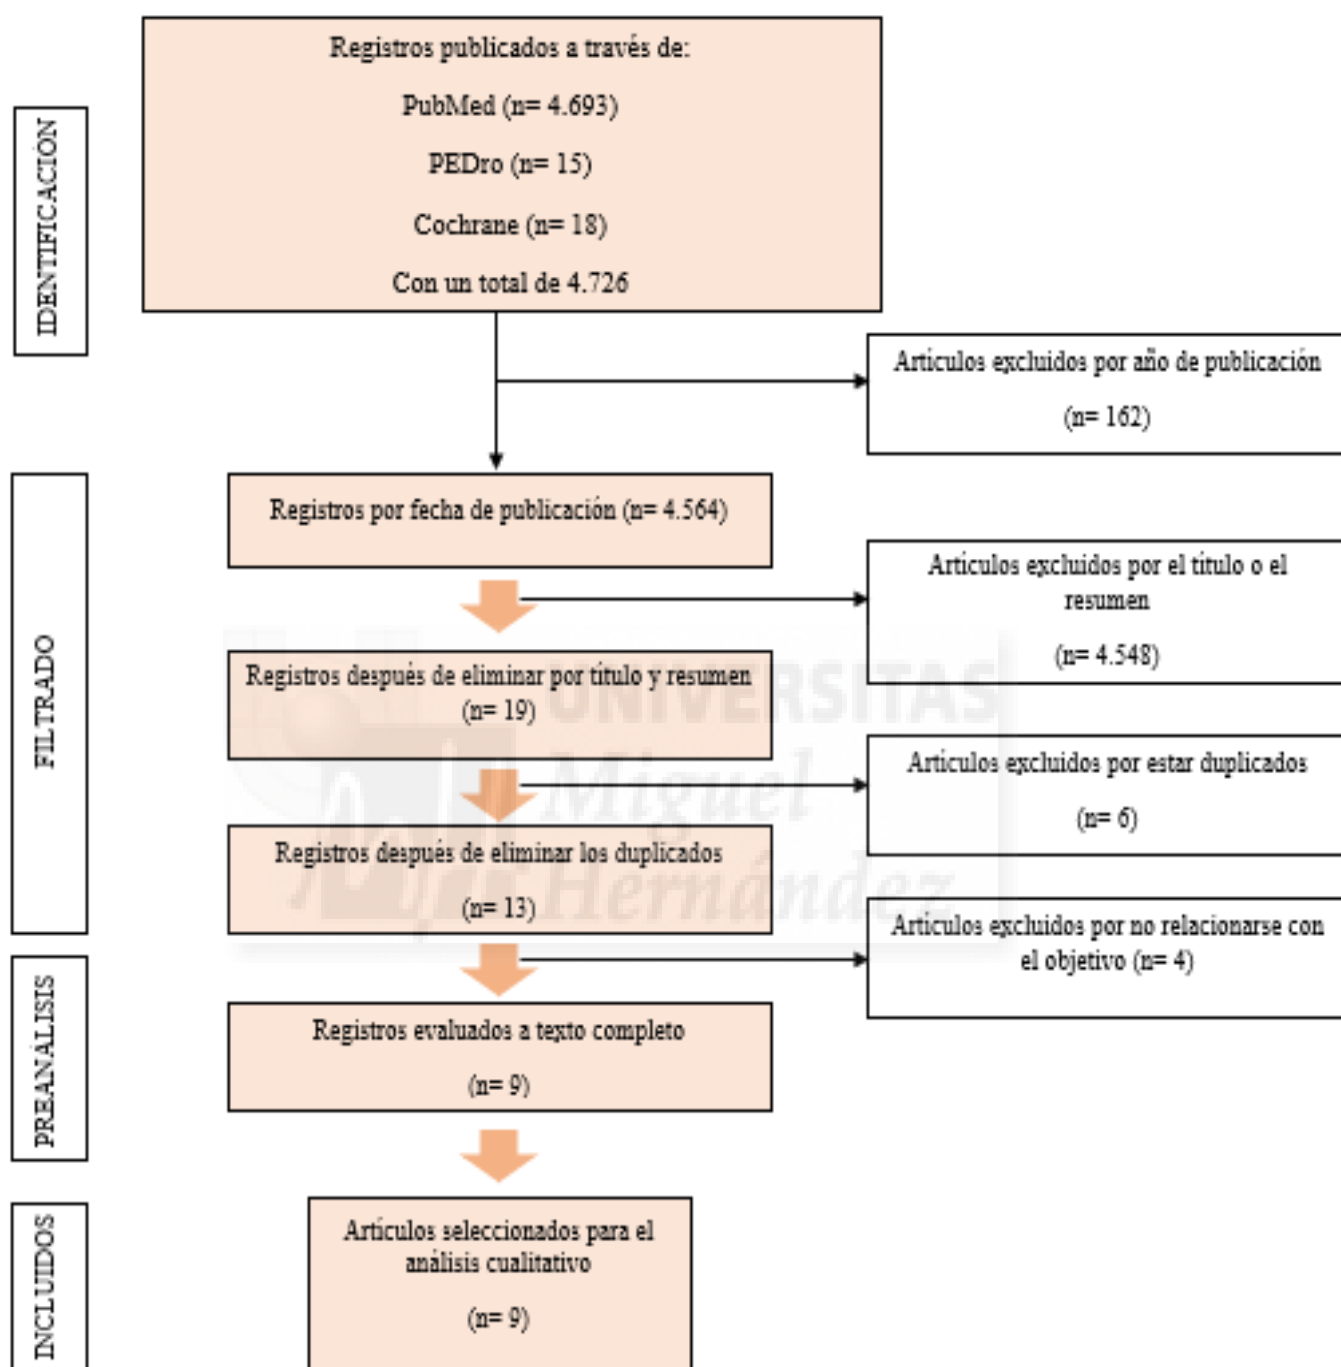 IDENTIFICACIÓN
Registros publicados a través de:
PubMed (n= 4.693)
PEDro (n= 15)
Cochrane (n= 18)
Con un total de 4.726
Artículos excluidos por año de publicación
(n= 162)
FILTRADO
Registros por fecha de publicación (n= 4.564)
Artículos excluidos por el título o el
resumen
(n= 4.548)
Registros después de eliminar por título y resumen
(n= 19)
Artículos excluidos por estar duplicados
(n= 6)
Registros después de eliminar los duplicados
(n= 13)
Artículos excluidos por no relacionarse con
el objetivo (n= 4)
PREANÁLISIS
Registros evaluados a texto completo
(n= 9)
INCLUIDOS
Artículos seleccionados para el
análisis cualitativo
(n= 9)
UNIVERSITAS
Miguel
Hernández